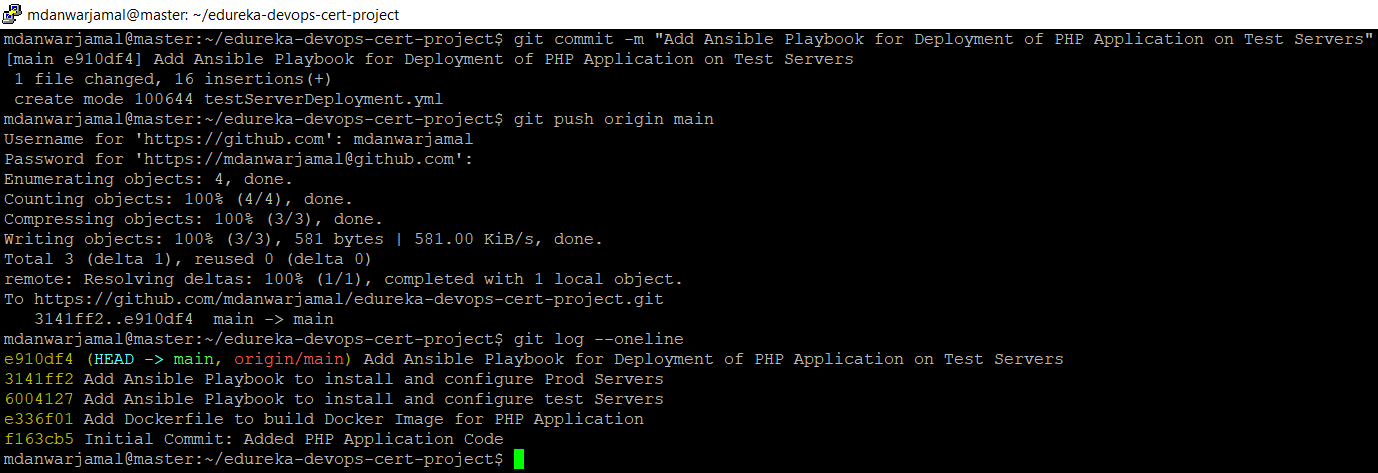 mdanwarjamal@master: ~/edureka-devops-cert-project
mdanwarjamal@master:~/edureka-devops-cert-project$ git commit -m "Add Ansible Playbook for Deployment of PHP Application on Test Servers"
[main e910df4] Add Ansible Playbook for Deployment of PHP Application on Test Servers
 1 file changed, 16 insertions(+)
 create mode 100644 testServerDeployment.yml
mdanwarjamal@master:~/edureka-devops-cert-project$ git push origin main
Username for 'https://github.com': mdanwarjamal
Password for 'https://mdanwarjamal@github.com':
Enumerating objects: 4, done.
Counting objects: 100% (4/4), done.
Compressing objects: 100% (3/3), done.
Writing objects: 100% (3/3), 581 bytes | 581.00 KiB/s, done.
Total 3 (delta 1), reused 0 (delta 0)
remote: Resolving deltas: 100% (1/1), completed with 1 local object.
To https://github.com/mdanwarjamal/edureka-devops-cert-project.git
   3141ff2..e910df4  main -> main
mdanwarjamal@master:~/edureka-devops-cert-project$ git log --oneline
e910df4 (HEAD -> main, origin/main) Add Ansible Playbook for Deployment of PHP Application on Test Servers
3141ff2 Add Ansible Playbook to install and configure Prod Servers
6004127 Add Ansible Playbook to install and configure test Servers
e336f01 Add Dockerfile to build Docker Image for PHP Application
f163cb5 Initial Commit: Added PHP Application Code
mdanwarjamal@master:~/edureka-devops-cert-project$